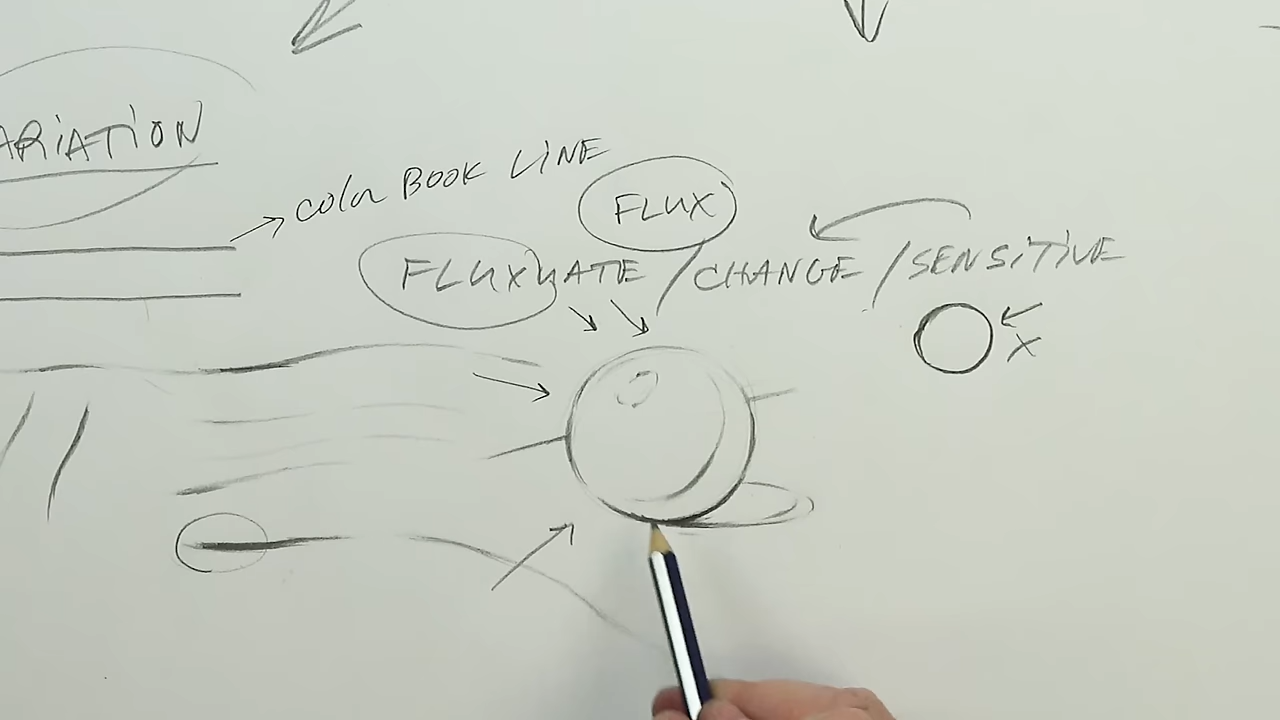 ARiATiON
color BOOK LiNE
FLUX
FLUXUATE / CHANGE / SENSiTiVE
X